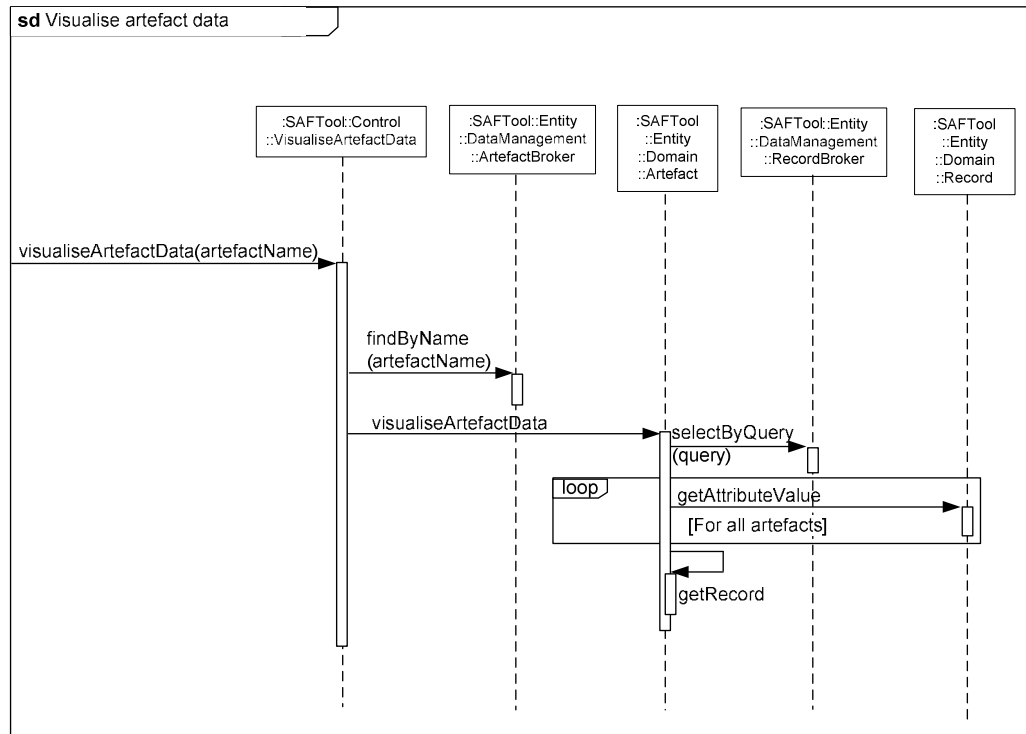 sd Visualise artefact data
:SAFTool::Control
::VisualiseArtefactData
:SAFTool::Entity
::DataManagement
::ArtefactBroker
:SAFTool
::Entity
::Domain
::Artefact
:SAFTool::Entity
::DataManagement
::RecordBroker
:SAFTool
::Entity
::Domain
::Record
visualiseArtefactData(artefactName)
findByName
(artefactName)
visualiseArtefactData
selectByQuery
(query)
loop
getAttributeValue
[For all artefacts]
getRecord